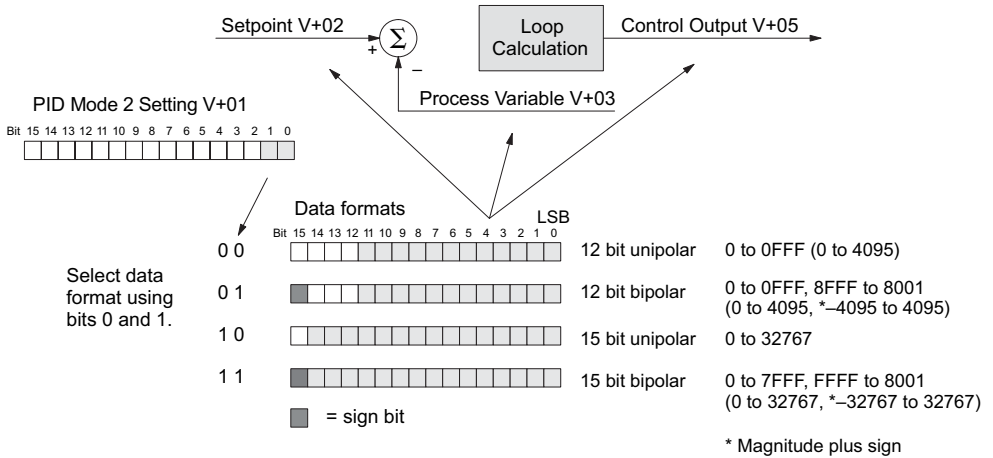 Setpoint V+02
+
Σ
−
Loop
Calculation
Control Output V+05
Process Variable V+03
PID Mode 2 Setting V+01
Bit 15 14 13 12 11 10 9 8 7 6 5 4 3 2 1 0
Data formats
LSB
Bit 15 14 13 12 11 10 9 8 7 6 5 4 3 2 1 0
Select data
format using
bits 0 and 1.
0 0
12 bit unipolar
0 to 0FFF (0 to 4095)
0 1
12 bit bipolar
0 to 0FFF, 8FFF to 8001
(0 to 4095, *–4095 to 4095)
1 0
15 bit unipolar
0 to 32767
1 1
15 bit bipolar
0 to 7FFF, FFFF to 8001
(0 to 32767, *–32767 to 32767)
= sign bit
* Magnitude plus sign